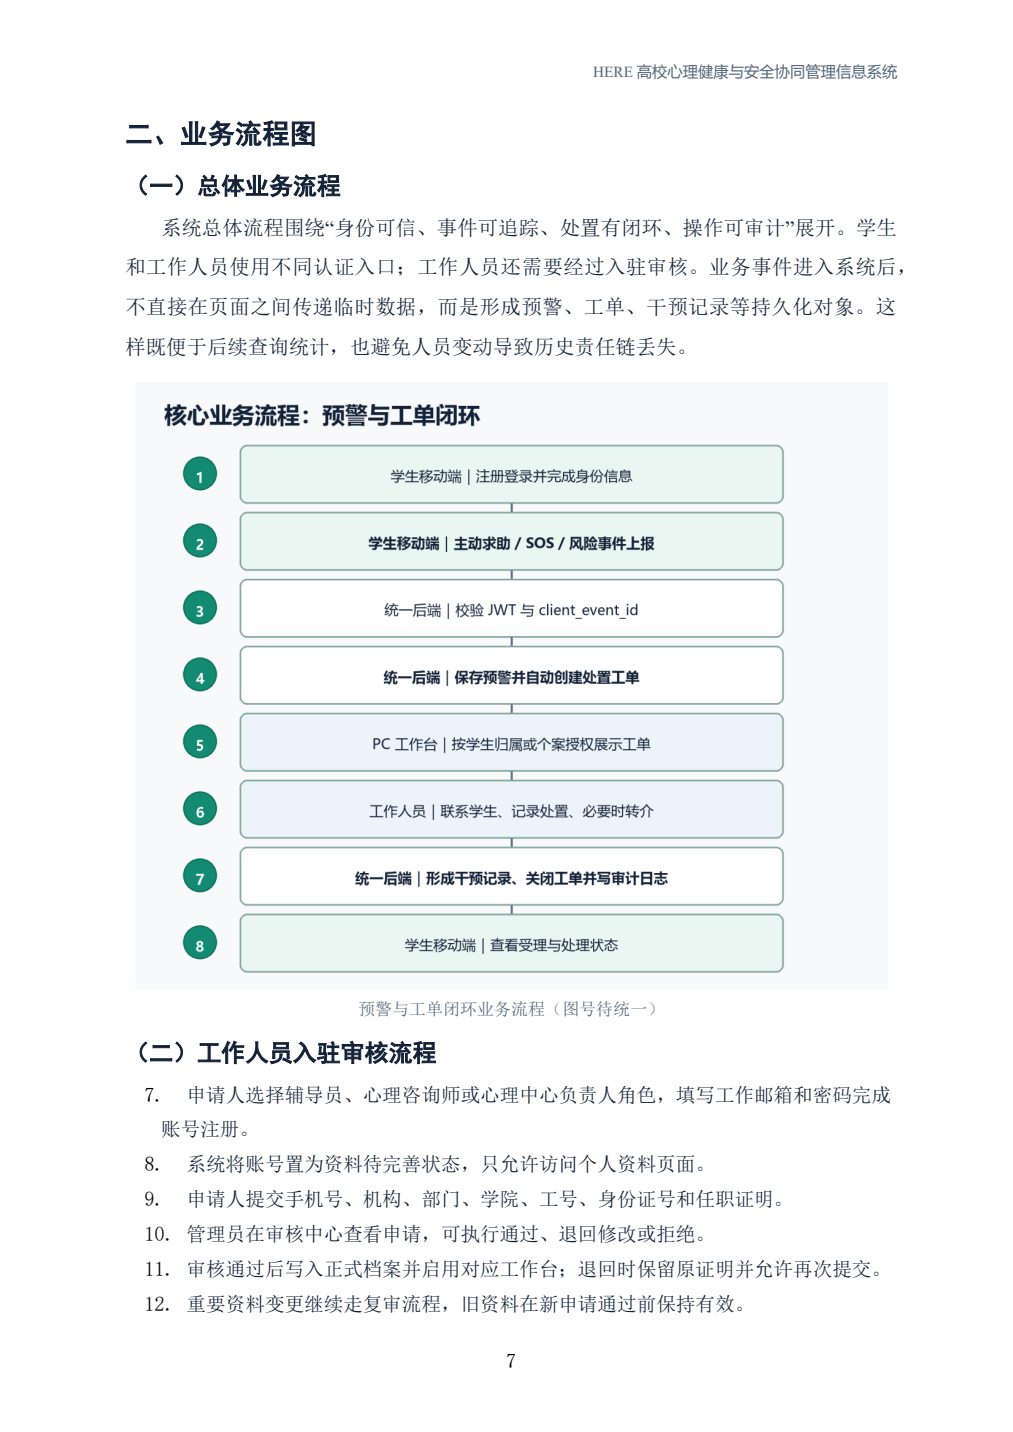 HERE 高校心理健康与安全协同管理信息系统
二、业务流程图
（一）总体业务流程
系统总体流程围绕“身份可信、事件可追踪、处置有闭环、操作可审计”展开。学生
和工作人员使用不同认证入口；工作人员还需要经过入驻审核。业务事件进入系统后，
不直接在页面之间传递临时数据，而是形成预警、工单、干预记录等持久化对象。这
样既便于后续查询统计，也避免人员变动导致历史责任链丢失。
核心业务流程：预警与工单闭环
1 学生移动端 | 注册登录并完成身份信息
2 学生移动端 | 主动求助 / SOS / 风险事件上报
3 统一后端 | 校验 JWT 与 client_event_id
4 统一后端 | 保存预警并自动创建处置工单
5 PC 工作台 | 按学生归属或个案授权展示工单
6 工作人员 | 联系学生、记录处置、必要时转介
7 统一后端 | 形成干预记录、关闭工单并写审计日志
8 学生移动端 | 查看受理与处理状态
预警与工单闭环业务流程（图号待统一）
（二）工作人员入驻审核流程
7. 申请人选择辅导员、心理咨询师或心理中心负责人角色，填写工作邮箱和密码完成
账号注册。
8. 系统将账号置为资料待完善状态，只允许访问个人资料页面。
9. 申请人提交手机号、机构、部门、学院、工号、身份证号和任职证明。
10. 管理员在审核中心查看申请，可执行通过、退回修改或拒绝。
11. 审核通过后写入正式档案并启用对应工作台；退回时保留原证明并允许再次提交。
12. 重要资料变更继续走复审流程，旧资料在新申请通过前保持有效。
7